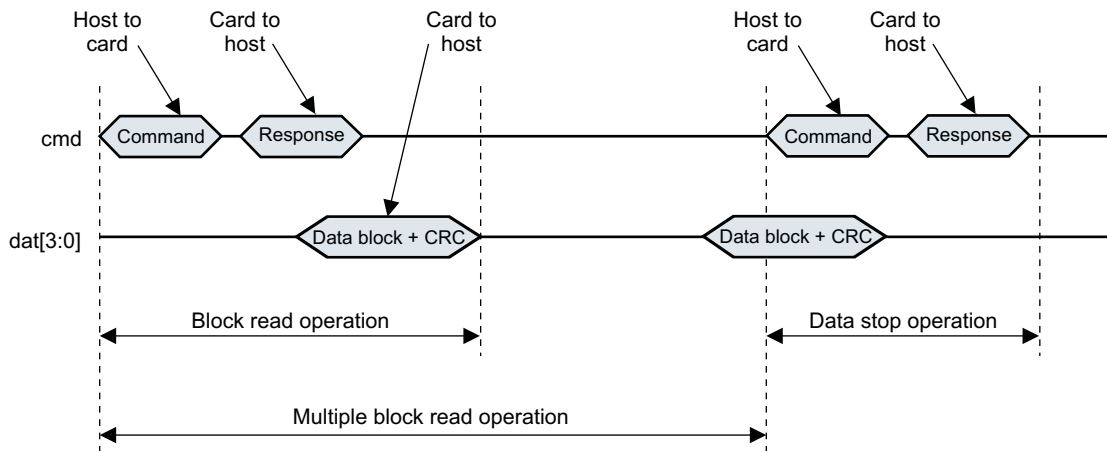 Host to
card
Card to
host
Card to
host
Host to
card
Card to
host
cmd
Command
Response
Command
Response
dat[3:0]
Data block + CRC
Data block + CRC
Block read operation
Data stop operation
Multiple block read operation